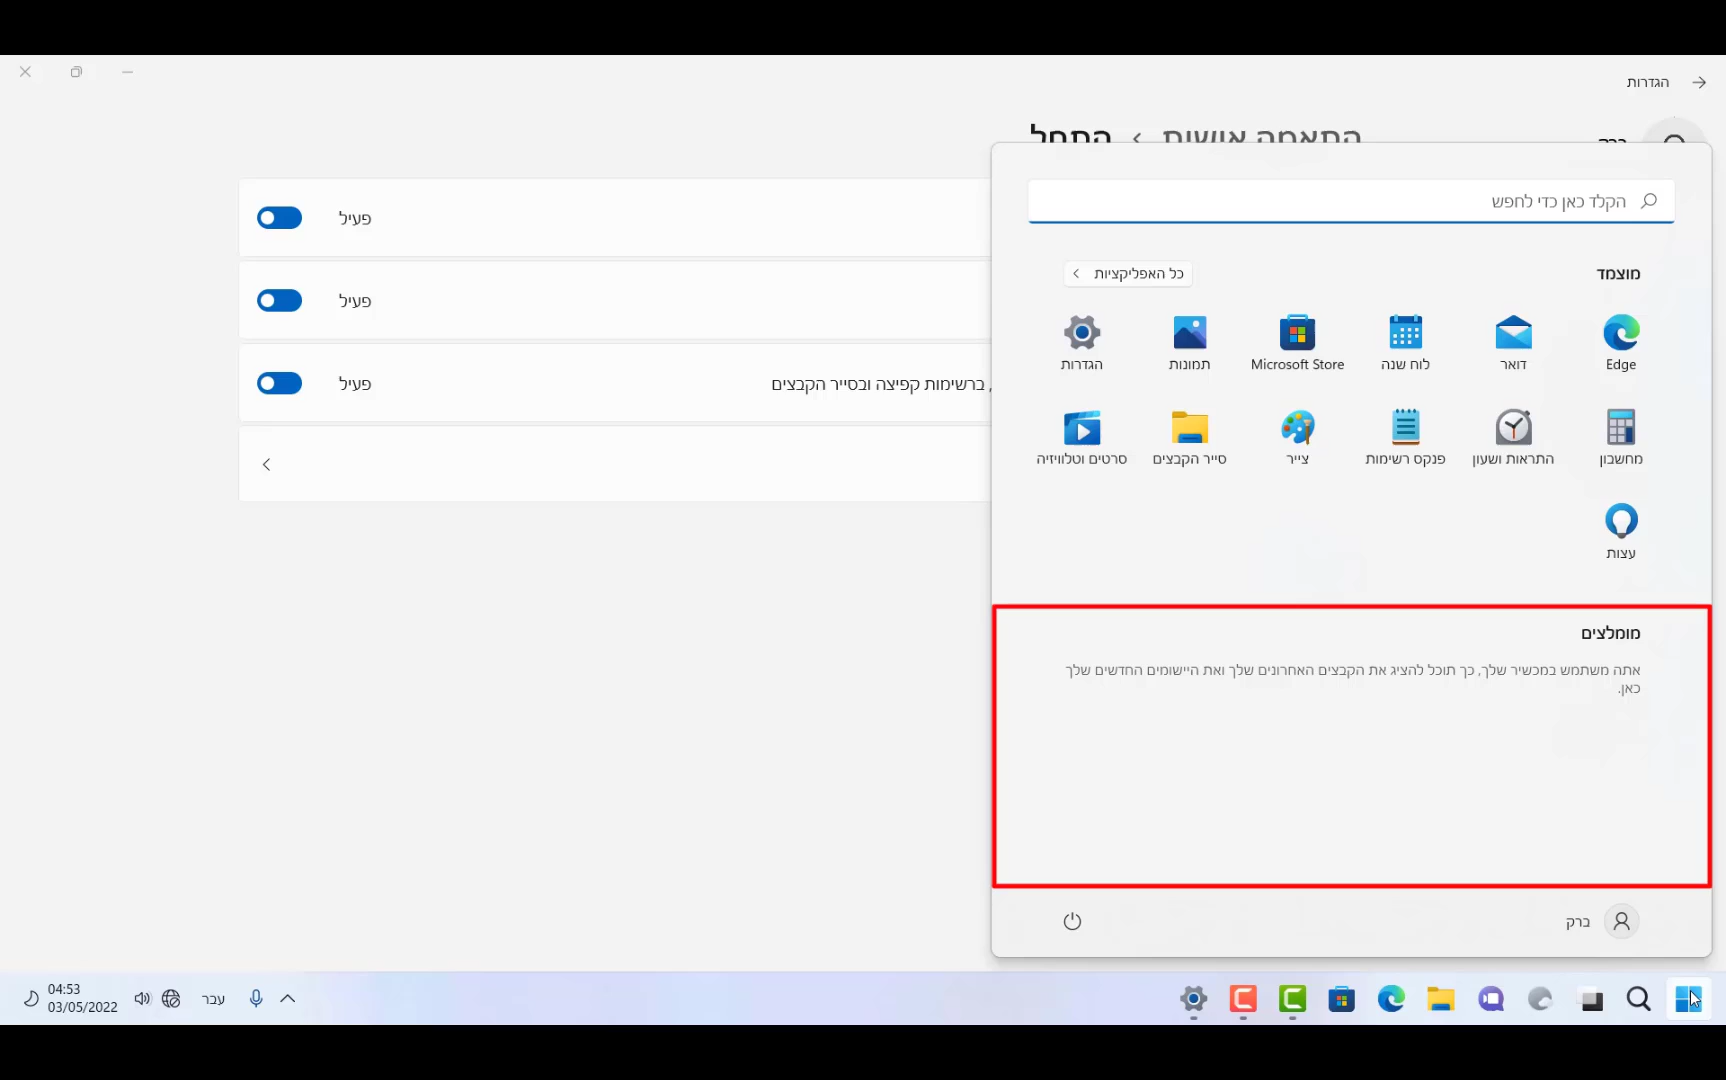 הגדרות
התאמה אישית
התחל
ברק
פעיל
פעיל
, ברשימות קפיצה ובסייר הקבצים
פעיל
הקלד כאן כדי לחפש
מוצמד
כל האפליקציות
Edge
דואר
לוח שנה
Microsoft Store
תמונות
הגדרות
מחשבון
התראות ושעון
פנקס רשימות
צייר
סייר הקבצים
סרטים וטלוויזיה
עצות
מומלצים
אתה משתמש במכשיר שלך, כך תוכל להציג את הקבצים האחרונים שלך ואת היישומים החדשים שלך
כאן.
ברק
עבר
04:53
03/05/2022